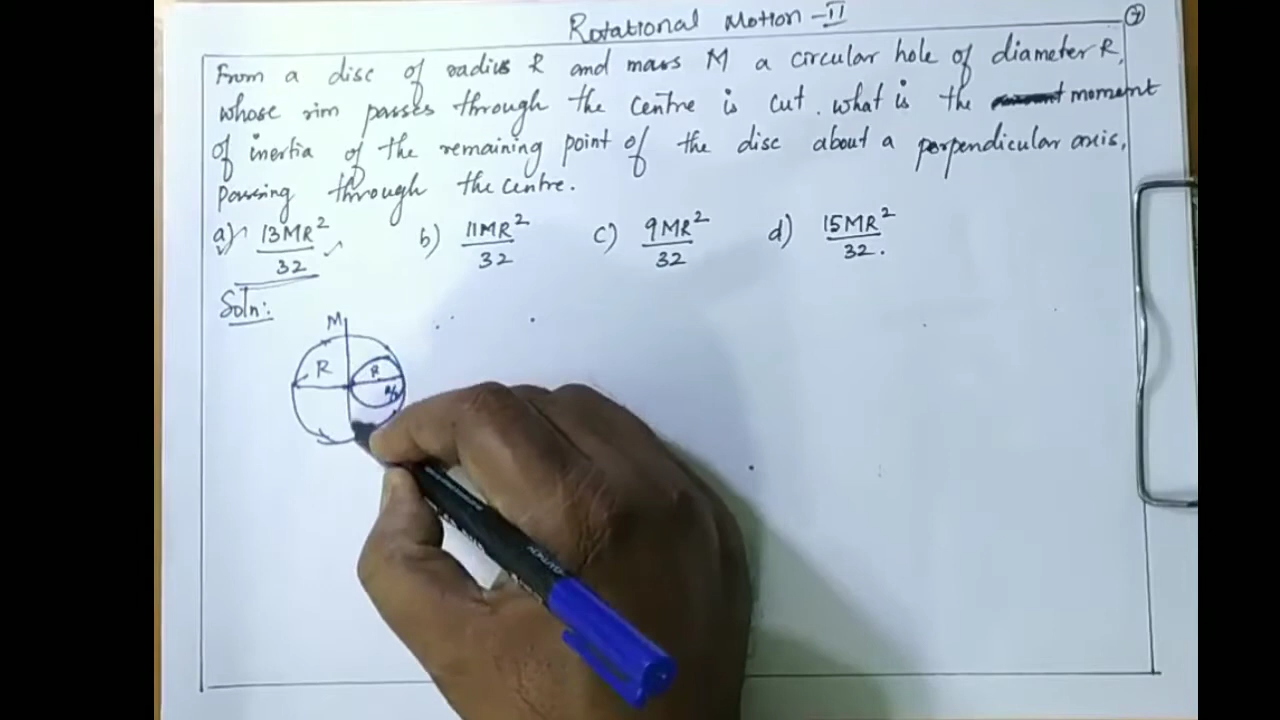 Rotational Motion - II
7
From a disc of radius R and mass M a circular hole of diameter R,
whose rim passes through the centre is cut. what is the moment
of inertia of the remaining point of the disc about a perpendicular axis,
passing through the centre.
a) 13MR²/32 b) 11MR²/32 c) 9MR²/32 d) 15MR²/32.
Soln:
M
R R
R/2